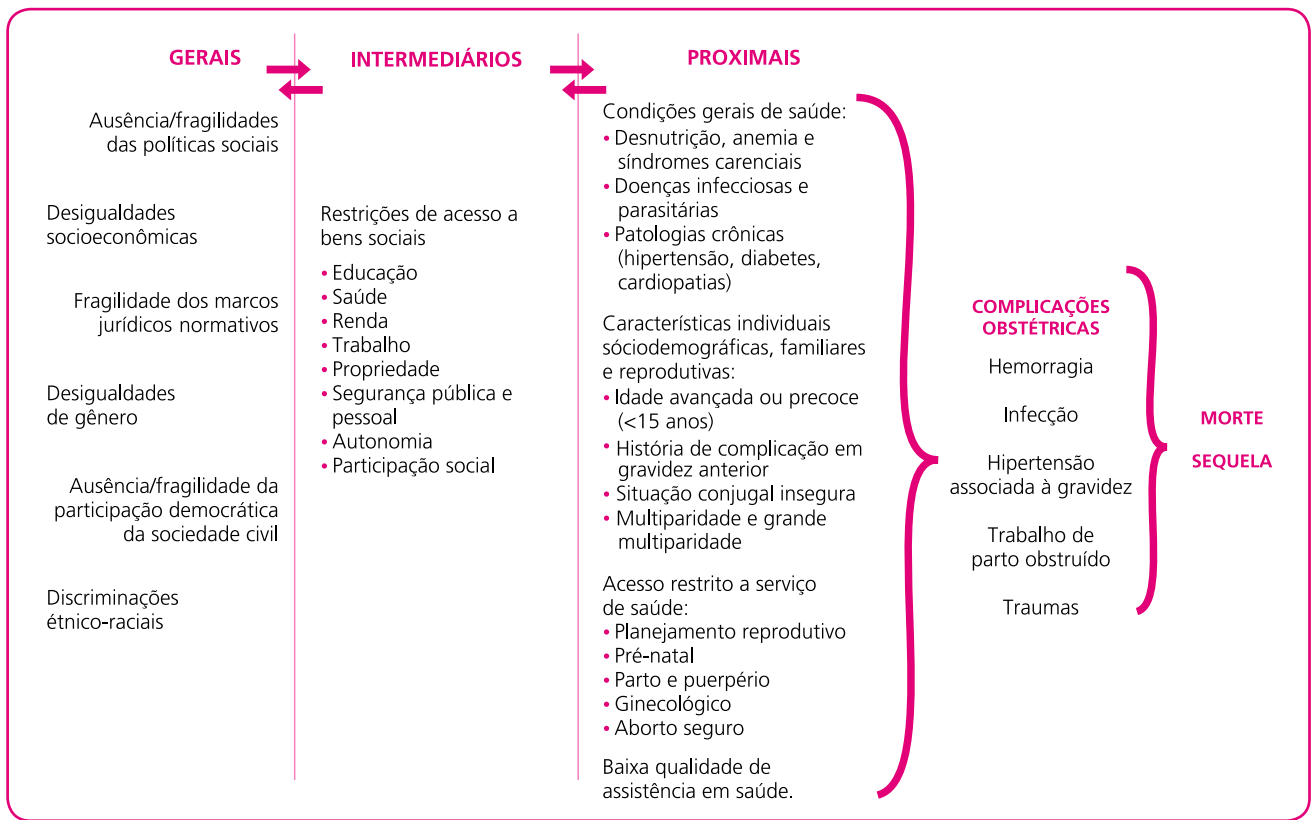 GERAIS
Ausência/fragilidades
das políticas sociais
Desigualdades
socioeconômicas
Fragilidade dos marcos
jurídicos normativos
Desigualdades
de gênero
Ausência/fragilidade da
participação democrática
da sociedade civil
Discriminações
étnico-raciais
INTERMEDIÁRIOS
Restrições de acesso a
bens sociais
• Educação
• Saúde
• Renda
• Trabalho
• Propriedade
• Segurança pública e
pessoal
• Autonomia
• Participação social
PROXIMAIS
Condições gerais de saúde:
• Desnutrição, anemia e
síndromes carenciais
• Doenças infecciosas e
parasitárias
• Patologias crônicas
(hipertensão, diabetes,
cardiopatias)
Características individuais
sóciodemográficas, familiares
e reprodutivas:
• Idade avançada ou precoce
(<15 anos)
• História de complicação em
gravidez anterior
• Situação conjugal insegura
• Multiparidade e grande
multiparidade
Acesso restrito a serviço
de saúde:
• Planejamento reprodutivo
• Pré-natal
• Parto e puerpério
• Ginecológico
• Aborto seguro
Baixa qualidade de
assistência em saúde.
COMPLICAÇÕES
OBSTÉTRICAS
Hemorragia
Infecção
Hipertensão
associada à gravidez
Trabalho de
parto obstruído
Traumas
MORTE
SEQUELA